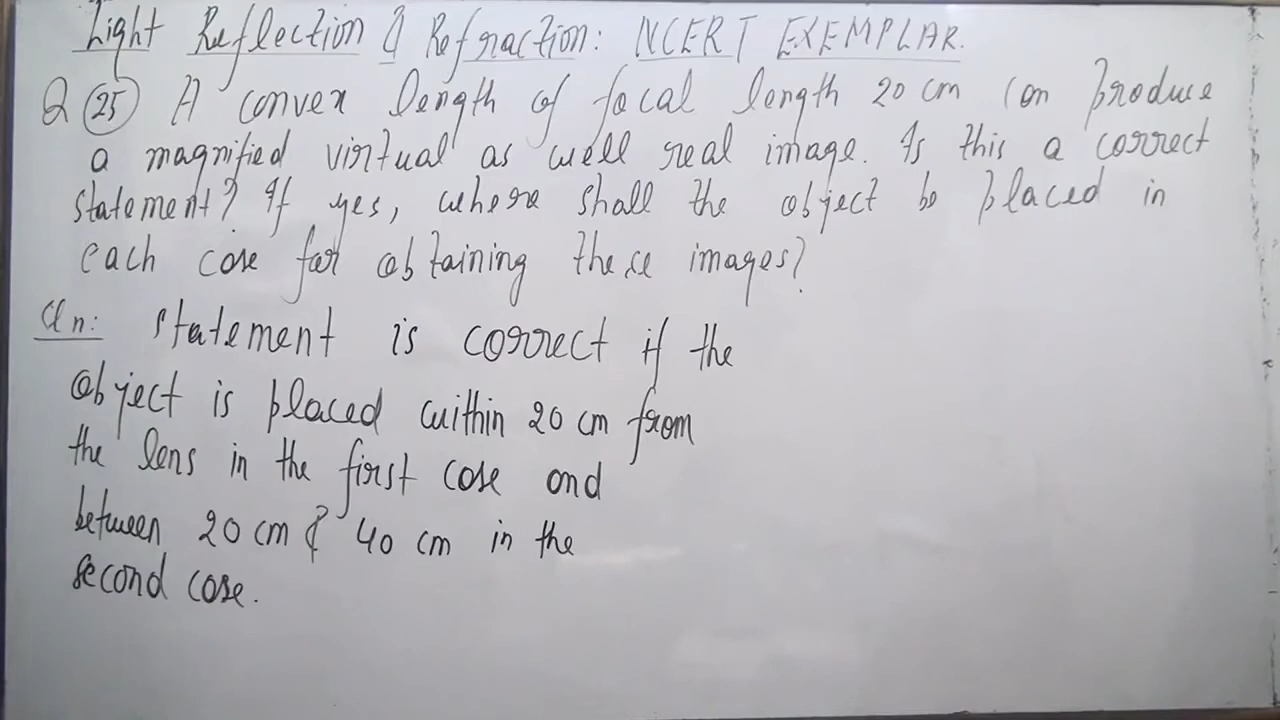 Light Reflection & Refraction: NCERT EXEMPLAR.
Q 25 A convex length of focal length 20 cm can produce
a magnified virtual as well real image. Is this a correct
statement? If yes, where shall the object be placed in
each case for obtaining these images?
An: Statement is correct if the
object is placed within 20 cm from
the lens in the first case and
between 20 cm & 40 cm in the
second case.